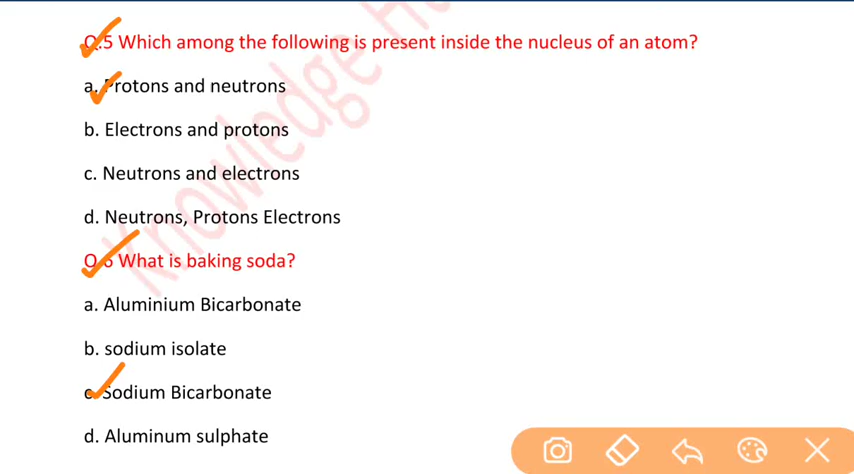 Q.5 Which among the following is present inside the nucleus of an atom?
a. Protons and neutrons
b. Electrons and protons
c. Neutrons and electrons
d. Neutrons, Protons Electrons
Q.6 What is baking soda?
a. Aluminium Bicarbonate
b. sodium isolate
c. Sodium Bicarbonate
d. Aluminum sulphate
Knowledge